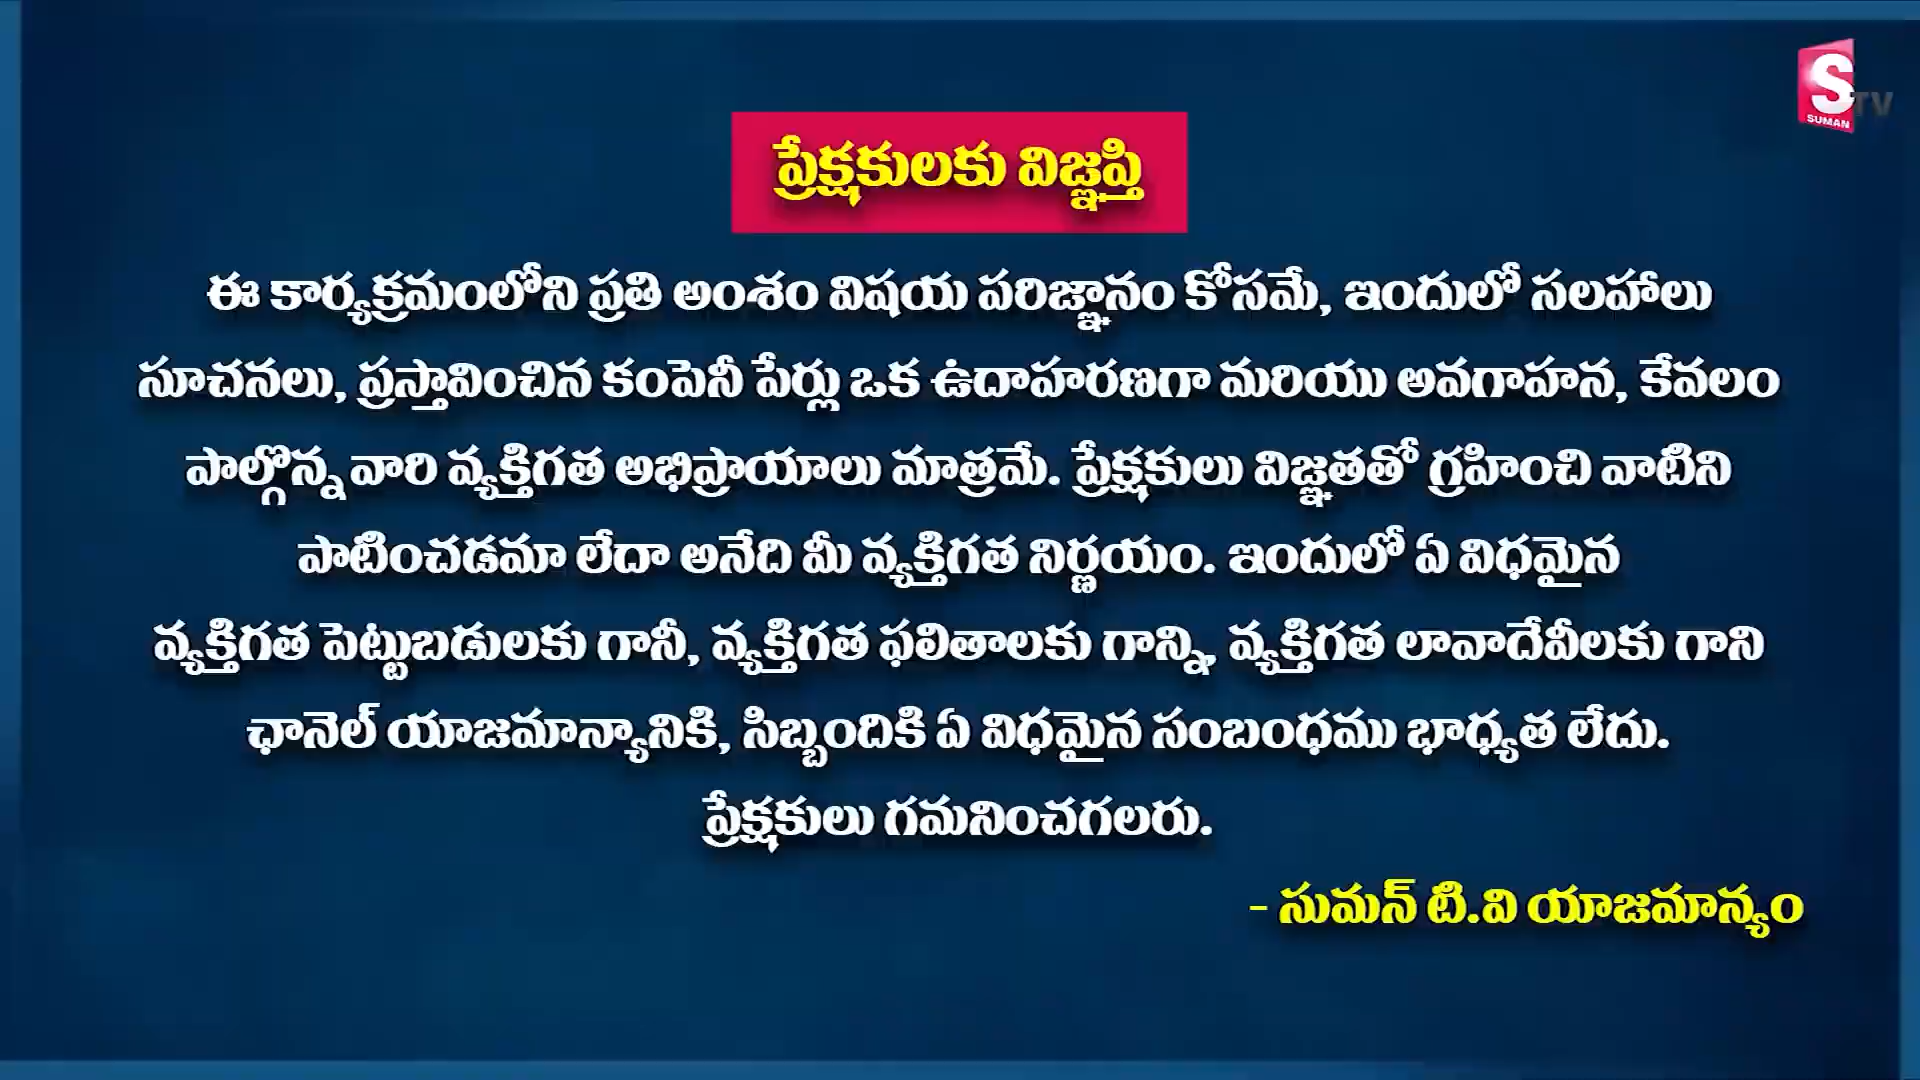 S
TV
SUMAN
ప్రేక్షకులకు విజ్ఞప్తి
ఈ కార్యక్రమంలోని ప్రతి అంశం విషయ పరిజ్ఞానం కోసమే, ఇందులో సలహాలు
సూచనలు, ప్రస్తావించిన కంపెనీ పేర్లు ఒక ఉదాహరణగా మరియు అవగాహన, కేవలం
పాల్గొన్న వారి వ్యక్తిగత అభిప్రాయాలు మాత్రమే. ప్రేక్షకులు విజ్ఞతతో గ్రహించి వాటిని
పాటించడమా లేదా అనేది మీ వ్యక్తిగత నిర్ణయం. ఇందులో ఏ విధమైన
వ్యక్తిగత పెట్టుబడులకు గానీ, వ్యక్తిగత ఫలితాలకు గాన్ని, వ్యక్తిగత లావాదేవీలకు గాని
ఛానెల్ యాజమాన్యానికి, సిబ్బందికి ఏ విధమైన సంబంధము భాధ్యత లేదు.
ప్రేక్షకులు గమనించగలరు.
- సుమన్ టి.వి యాజమాన్యం